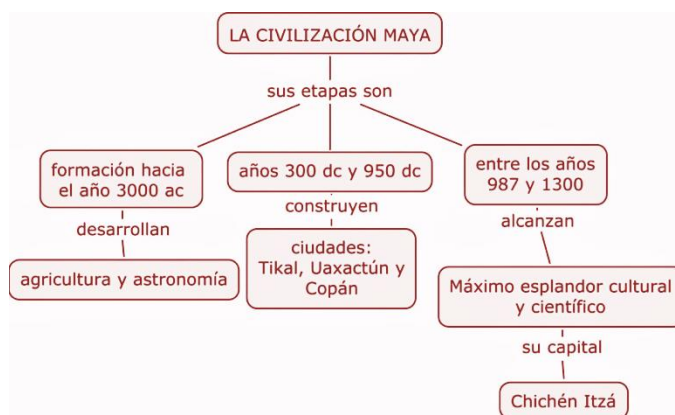 LA CIVILIZACIÓN MAYA
sus etapas son
formación hacia
el año 3000 ac
desarrollan
agricultura y astronomía
años 300 dc y 950 dc
construyen
ciudades:
Tikal, Uaxactún y
Copán
entre los años
987 y 1300
alcanzan
Máximo esplandor cultural
y científico
su capital
Chichén Itzá